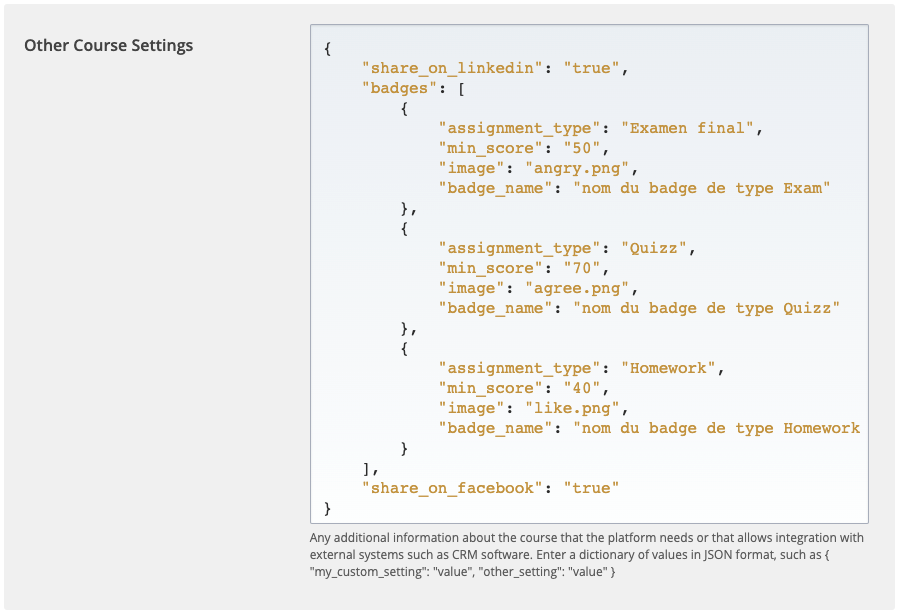 Other Course Settings
{
"share_on_linkedin": "true",
"badges": [
{
"assignment_type": "Examen final",
"min_score": "50",
"image": "angry.png",
"badge_name": "nom du badge de type Exam"
},
{
"assignment_type": "Quizz",
"min_score": "70",
"image": "agree.png",
"badge_name": "nom du badge de type Quizz"
},
{
"assignment_type": "Homework",
"min_score": "40",
"image": "like.png",
"badge_name": "nom du badge de type Homework
}
],
"share_on_facebook": "true"
}
Any additional information about the course that the platform needs or that allows integration with
external systems such as CRM software. Enter a dictionary of values in JSON format, such as {
"my_custom_setting": "value", "other_setting": "value" }